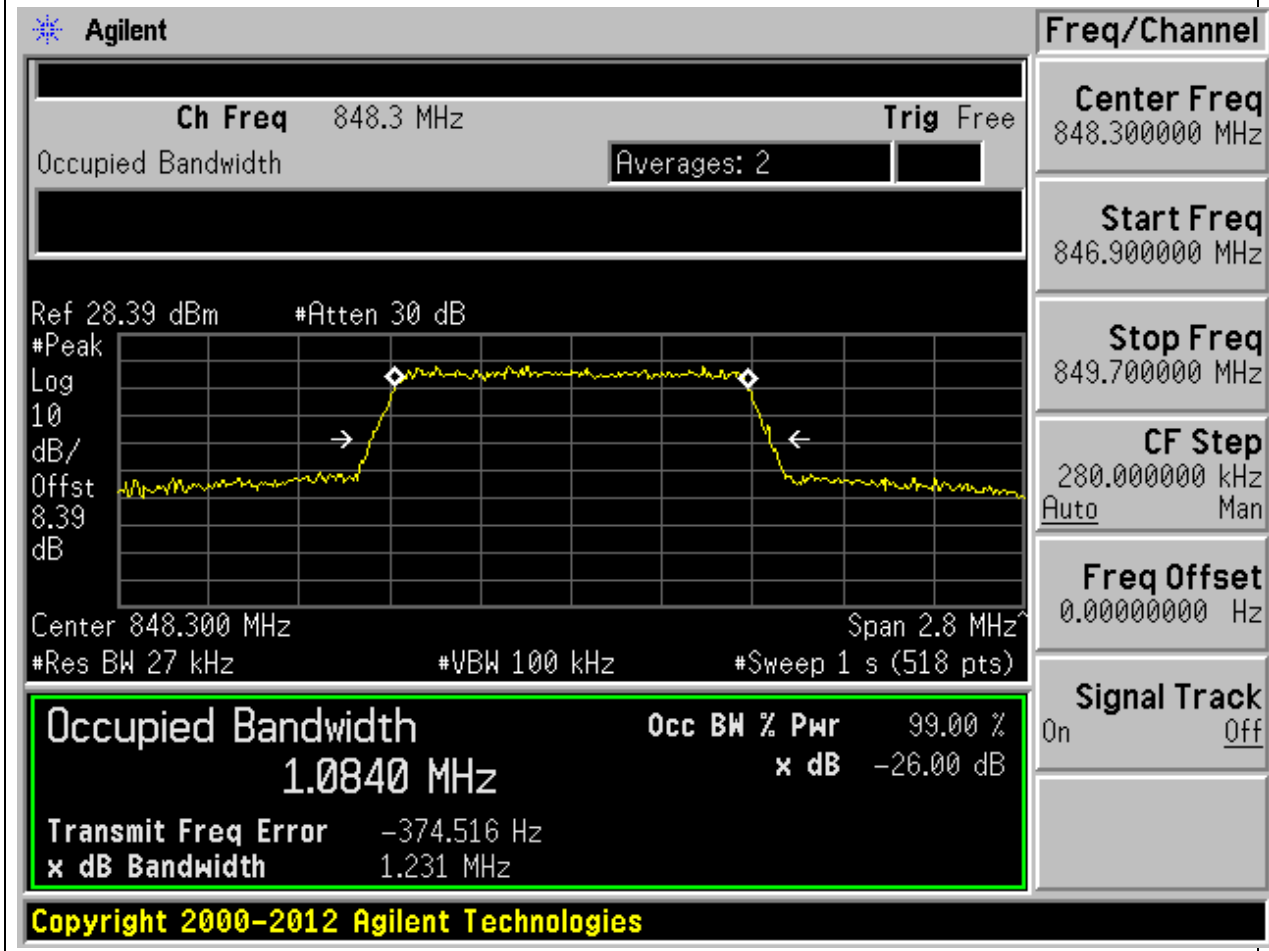 Agilent
Freq/Channel
Ch Freq 848.3 MHz Trig Free
Occupied Bandwidth Averages: 2
Ref 28.39 dBm #Atten 30 dB
#Peak
Log
10
dB/
Offst
8.39
dB
Center 848.300 MHz Span 2.8 MHz^
#Res BW 27 kHz #VBW 100 kHz #Sweep 1 s (518 pts)
Occupied Bandwidth Occ BW % Pwr 99.00 %
1.0840 MHz x dB -26.00 dB
Transmit Freq Error -374.516 Hz
x dB Bandwidth 1.231 MHz
Copyright 2000-2012 Agilent Technologies
Center Freq
848.300000 MHz
Start Freq
846.900000 MHz
Stop Freq
849.700000 MHz
CF Step
280.000000 kHz
Auto Man
Freq Offset
0.00000000 Hz
Signal Track
On Off